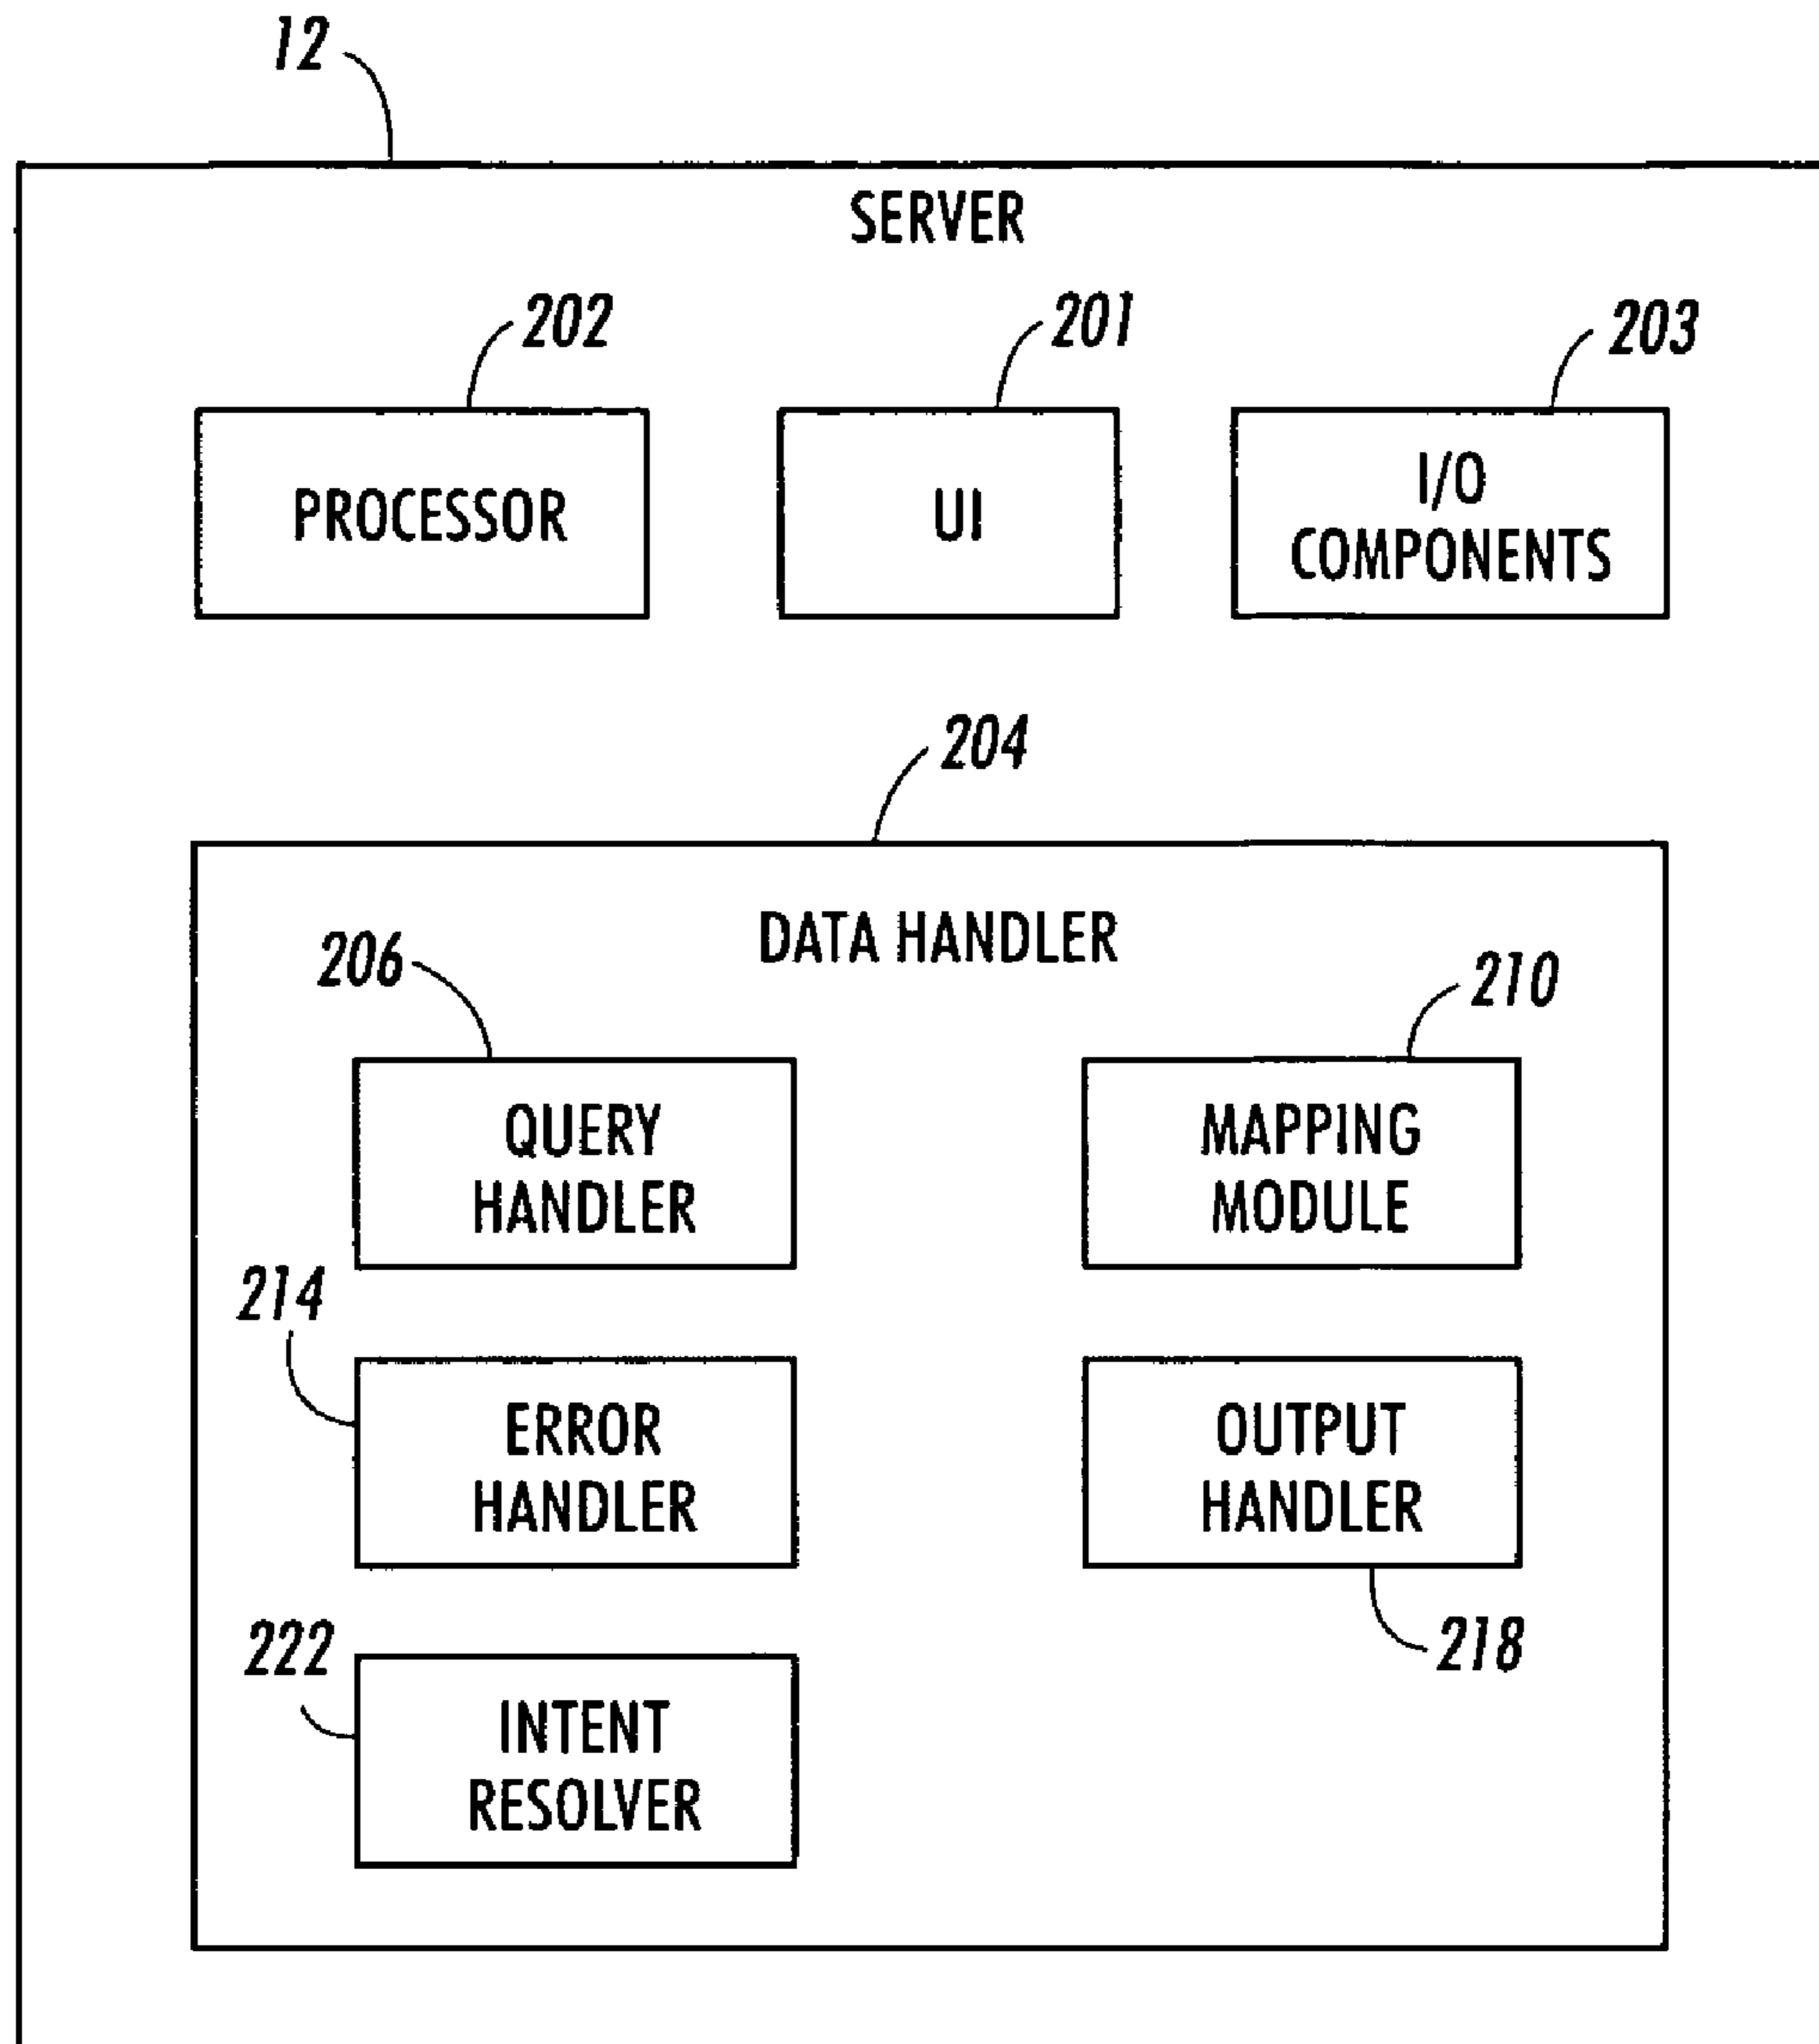 12
SERVER
202
201
203
PROCESSOR
UI
I/O
COMPONENTS
204
DATA HANDLER
206
210
QUERY
HANDLER
MAPPING
MODULE
214
ERROR
HANDLER
OUTPUT
HANDLER
222
218
INTENT
RESOLVER